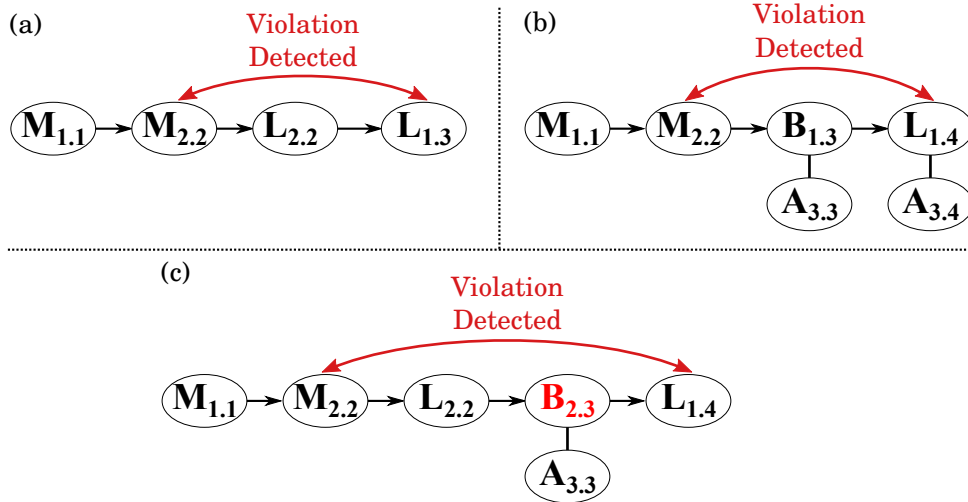 (a)
Violation
Detected
M1.1 M2.2 L2.2 L1.3
(b)
Violation
Detected
M1.1 M2.2 B1.3 L1.4
A3.3 A3.4
(c)
Violation
Detected
M1.1 M2.2 L2.2 B2.3 L1.4
A3.3